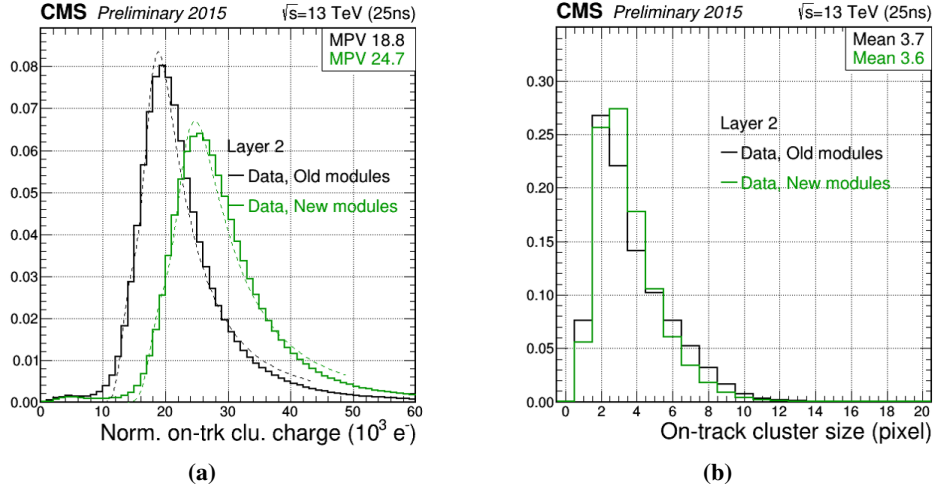 CMS Preliminary 2015 √s=13 TeV (25ns)
MPV 18.8
MPV 24.7
0.08
0.07
0.06
0.05
0.04
0.03
0.02
0.01
0.00
Layer 2
Data, Old modules
Data, New modules
0 10 20 30 40 50 60
Norm. on-trk clu. charge (10³ e⁻)
(a)
CMS Preliminary 2015 √s=13 TeV (25ns)
Mean 3.7
Mean 3.6
0.30
0.25
0.20
0.15
0.10
0.05
0.00
Layer 2
Data, Old modules
Data, New modules
0 2 4 6 8 10 12 14 16 18 20
On-track cluster size (pixel)
(b)